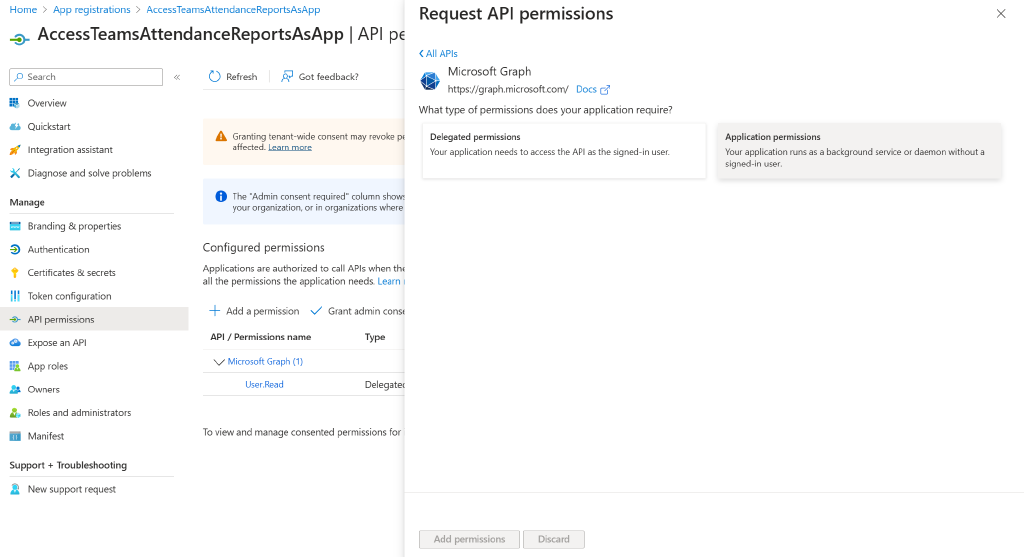 Home > App registrations > AccessTeamsAttendanceReportsAsApp
AccessTeamsAttendanceReportsAsApp | API pe
Search
«
Overview
Quickstart
Integration assistant
Diagnose and solve problems
Manage
Branding & properties
Authentication
Certificates & secrets
Token configuration
API permissions
Expose an API
App roles
Owners
Roles and administrators
Manifest
Support + Troubleshooting
New support request
Refresh
Got feedback?
Granting tenant-wide consent may revoke pe
affected. Learn more
The "Admin consent required" column shows
your organization, or in organizations where
Configured permissions
Applications are authorized to call APIs when the
all the permissions the application needs. Learn
Add a permission
Grant admin conse
API / Permissions name Type
Microsoft Graph (1)
User.Read Delegated
To view and manage consented permissions for
Request API permissions
All APIs
Microsoft Graph
https://graph.microsoft.com/ Docs
What type of permissions does your application require?
Delegated permissions
Your application needs to access the API as the signed-in user.
Application permissions
Your application runs as a background service or daemon without a
signed-in user.
Add permissions
Discard